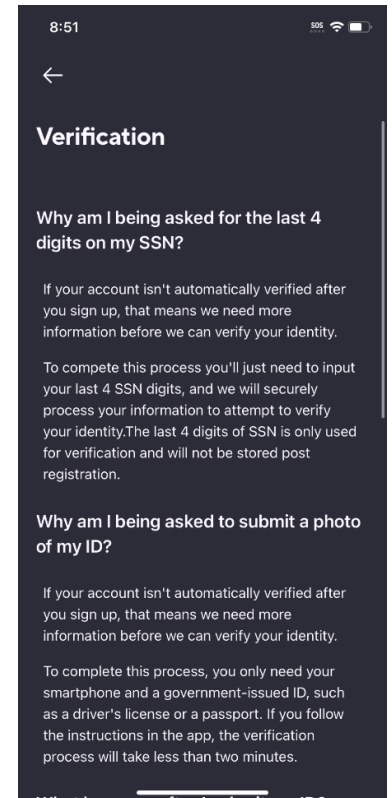 8:51
SOS
Verification
Why am I being asked for the last 4
digits on my SSN?
If your account isn't automatically verified after
you sign up, that means we need more
information before we can verify your identity.
To compete this process you'll just need to input
your last 4 SSN digits, and we will securely
process your information to attempt to verify
your identity.The last 4 digits of SSN is only used
for verification and will not be stored post
registration.
Why am I being asked to submit a photo
of my ID?
If your account isn't automatically verified after
you sign up, that means we need more
information before we can verify your identity.
To complete this process, you only need your
smartphone and a government-issued ID, such
as a driver's license or a passport. If you follow
the instructions in the app, the verification
process will take less than two minutes.